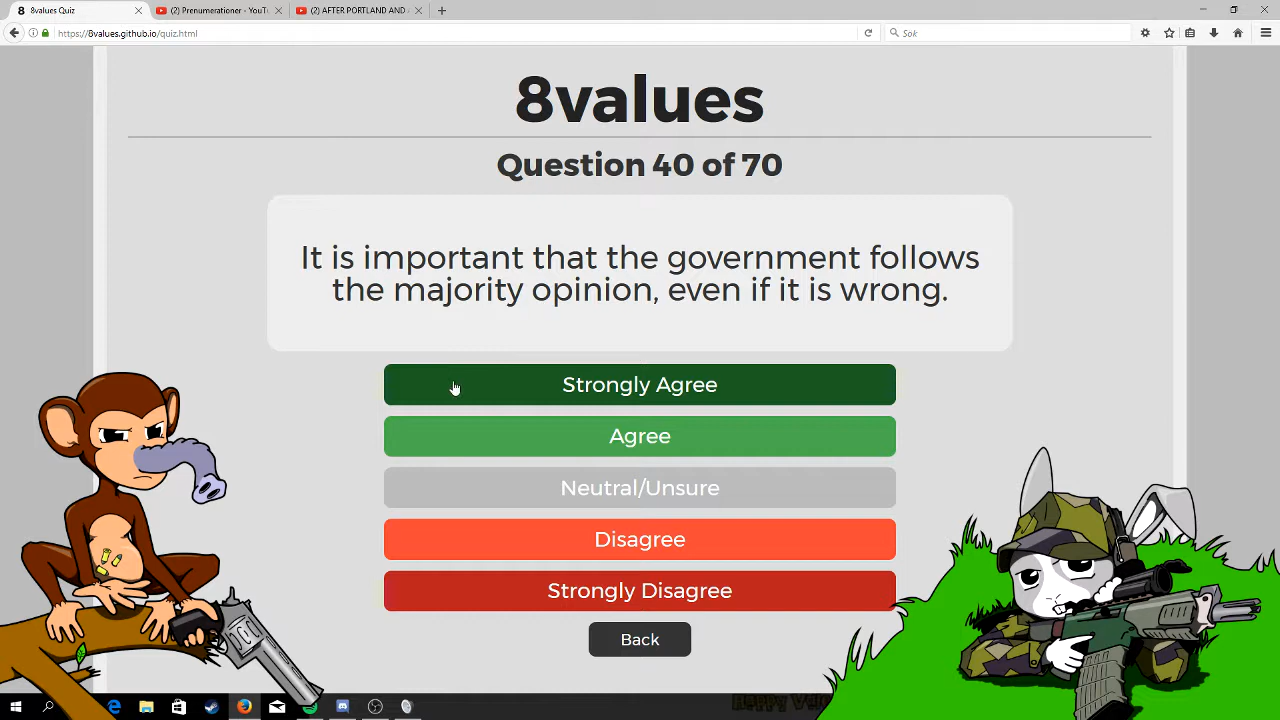 8 8values Quiz
(2) Prenumerationer - YouTu
(2) AFTER PORTLAND AND
https://8values.github.io/quiz.html
Sök
8values
Question 40 of 70
It is important that the government follows
the majority opinion, even if it is wrong.
Strongly Agree
Agree
Neutral/Unsure
Disagree
Strongly Disagree
Back